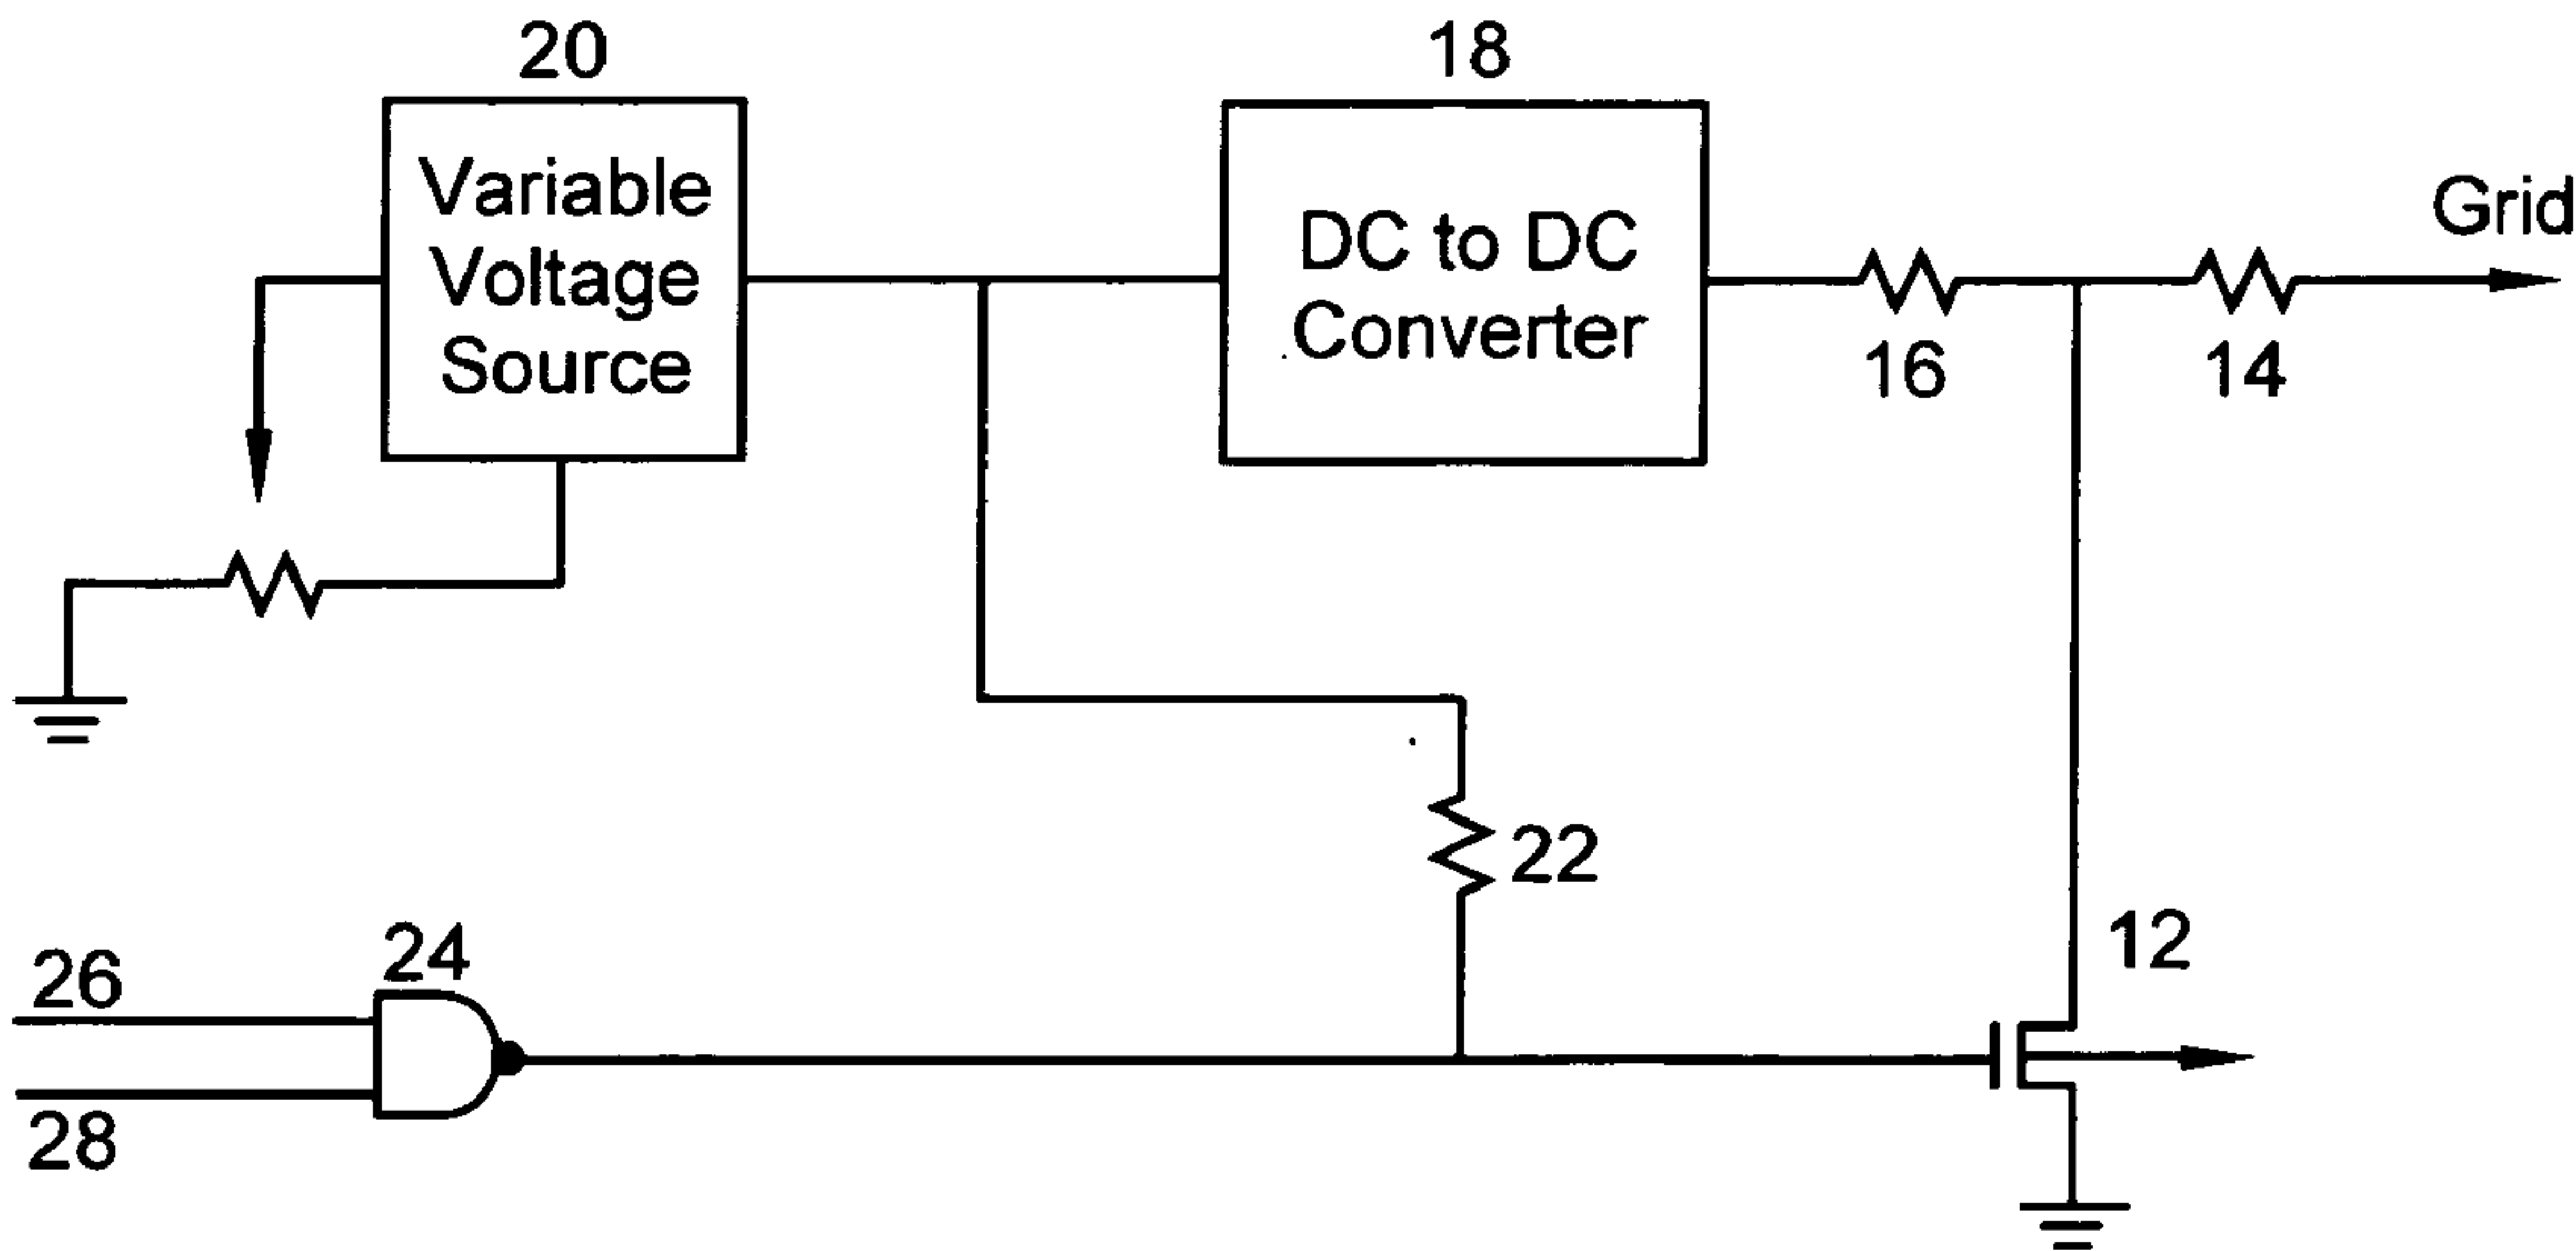 20
18
Variable
Voltage
Source
DC to DC
Converter
Grid
16
14
22
12
24
26
28